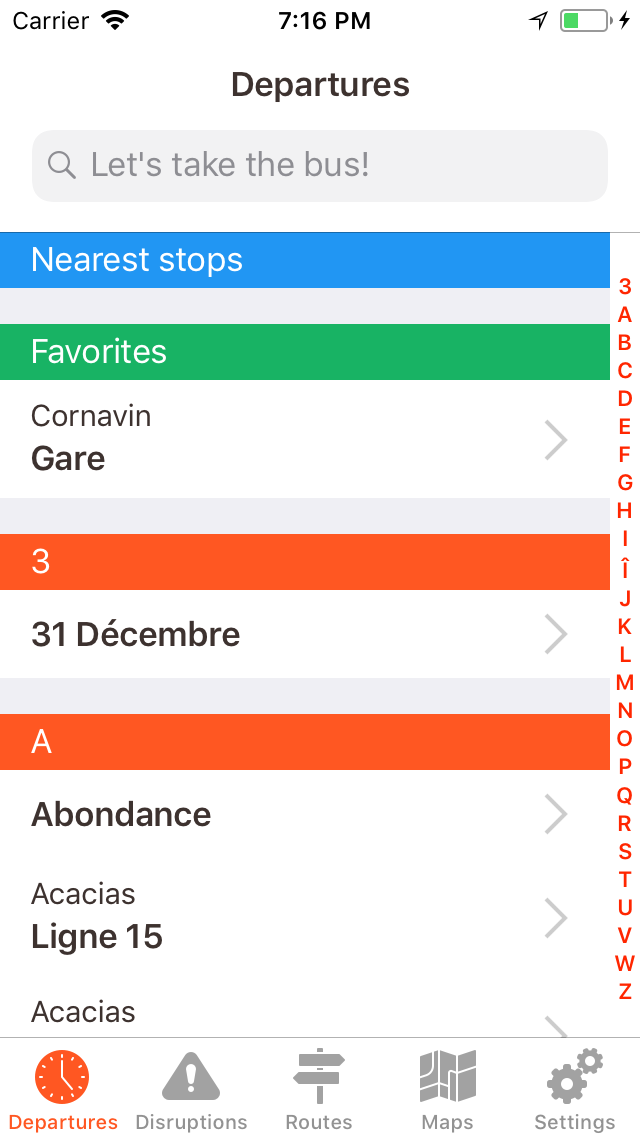 Carrier 7:16 PM
Departures
Let's take the bus!
Nearest stops
Favorites
Cornavin
Gare
3
31 Décembre
A
Abondance
Acacias
Ligne 15
Acacias
3
A
B
C
D
E
F
G
H
I
Î
J
K
L
M
N
O
P
Q
R
S
T
U
V
W
Z
Departures Disruptions Routes Maps Settings